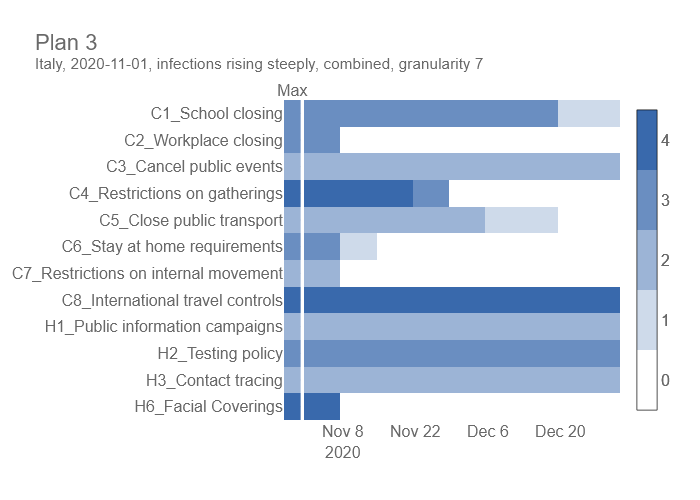 Plan 3
Italy, 2020-11-01, infections rising steeply, combined, granularity 7
Max
C1_School closing
C2_Workplace closing
C3_Cancel public events
C4_Restrictions on gatherings
C5_Close public transport
C6_Stay at home requirements
C7_Restrictions on internal movement
C8_International travel controls
H1_Public information campaigns
H2_Testing policy
H3_Contact tracing
H6_Facial Coverings
Nov 8 Nov 22 Dec 6 Dec 20
2020
4
3
2
1
0